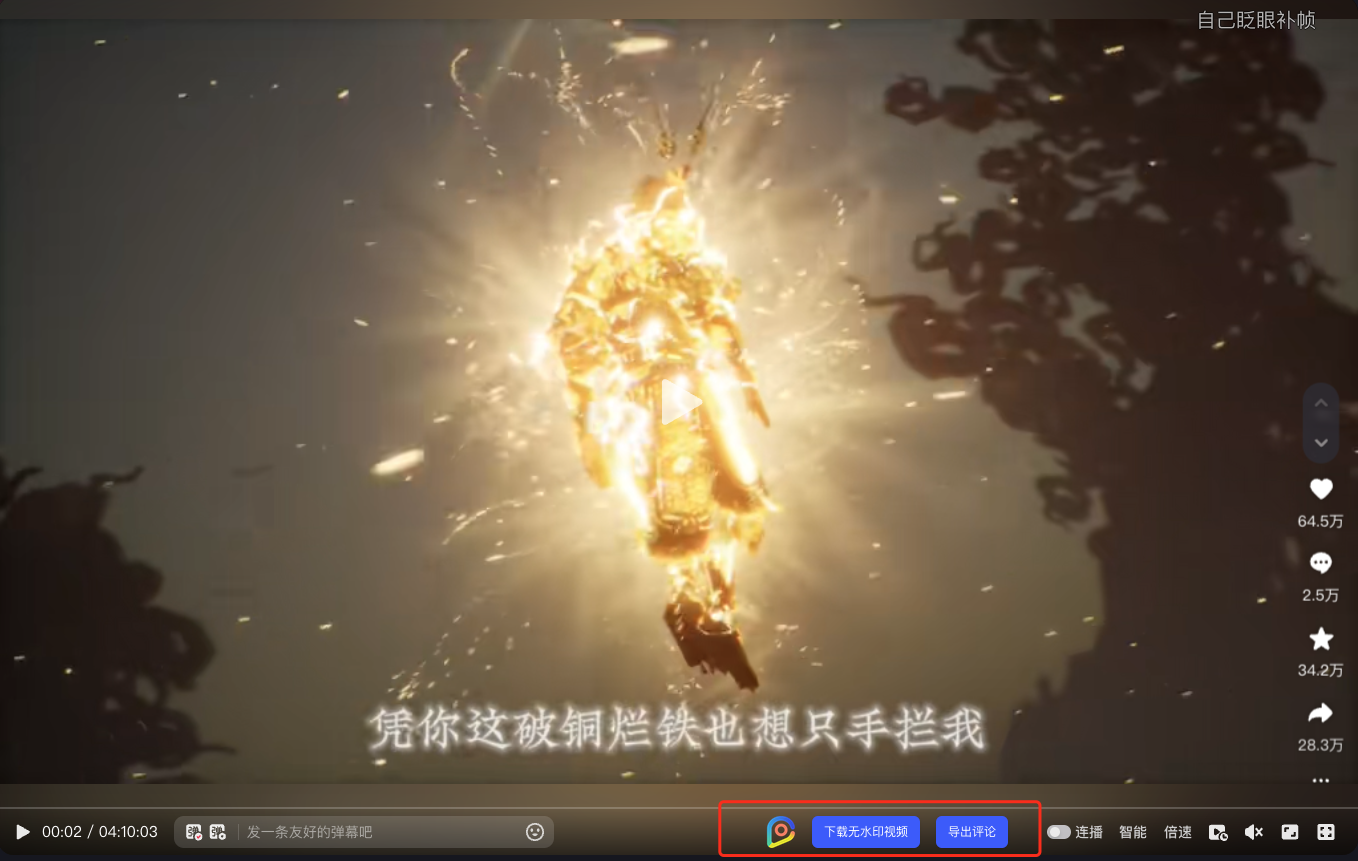 自己眨眼补帧
64.5万
2.5万
34.2万
28.3万
凭你这破铜烂铁也想只手拦我
00:02 / 04:10:03
弹
弹
发一条友好的弹幕吧
下载无水印视频
导出评论
连播
智能
倍速